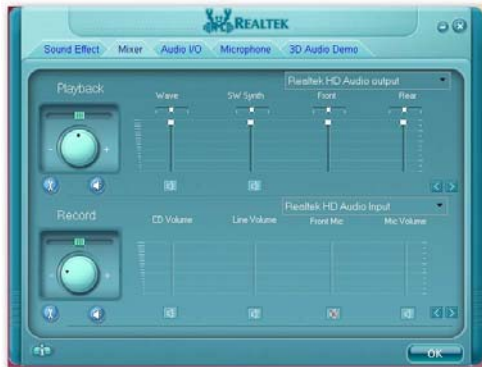 REALTEK
Sound Effect Mixer Audio I/O Microphone 3D Audio Demo
Realtek HD Audio output
Playback
Wave SW Synth Front Rear
- +
Realtek HD Audio Input
Record
CD Volume Line Volume Front Mic Mic Volume
- +
OK